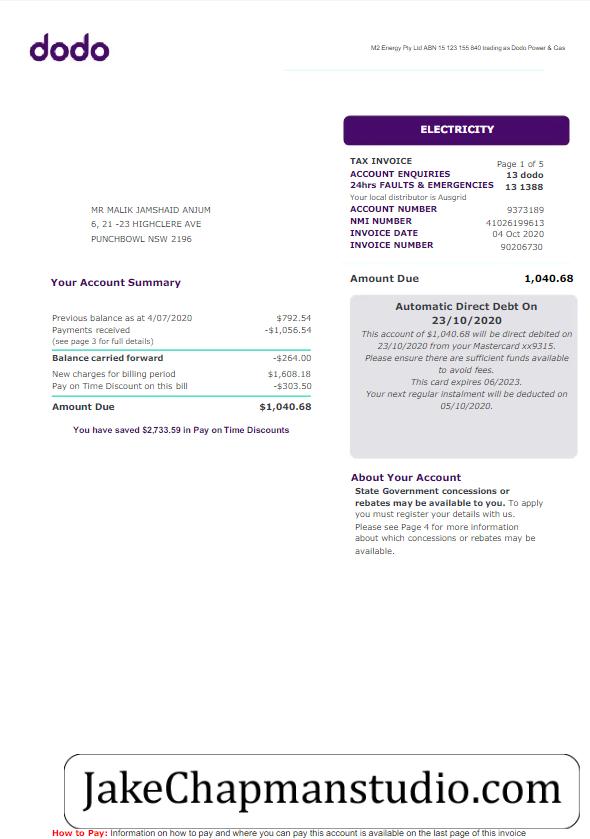 dodo
M2 Energy Pty Ltd ABN 15 123 155 840 trading as Dodo Power & Gas
ELECTRICITY
TAX INVOICE Page 1 of 5
ACCOUNT ENQUIRIES 13 dodo
24hrs FAULTS & EMERGENCIES 13 1388
Your local distributor is Ausgrid
ACCOUNT NUMBER 9373189
NMI NUMBER 41026199613
INVOICE DATE 04 Oct 2020
INVOICE NUMBER 90206730
MR MALIK JAMSHAID ANJUM
6, 21 -23 HIGHCLERE AVE
PUNCHBOWL NSW 2196
Your Account Summary
Previous balance as at 4/07/2020 $792.54
Payments received -$1,056.54
(see page 3 for full details)
Balance carried forward -$264.00
New charges for billing period $1,608.18
Pay on Time Discount on this bill -$303.50
Amount Due $1,040.68
You have saved $2,733.59 in Pay on Time Discounts
Amount Due 1,040.68
Automatic Direct Debt On
23/10/2020
This account of $1,040.68 will be direct debited on
23/10/2020 from your Mastercard xx9315.
Please ensure there are sufficient funds available
to avoid fees.
This card expires 06/2023.
Your next regular instalment will be deducted on
05/10/2020.
About Your Account
State Government concessions or
rebates may be available to you. To apply
you must register your details with us.
Please see Page 4 for more information
about which concessions or rebates may be
available.
JakeChapmanstudio.com
How to Pay: Information on how to pay and where you can pay this account is available on the last page of this invoice